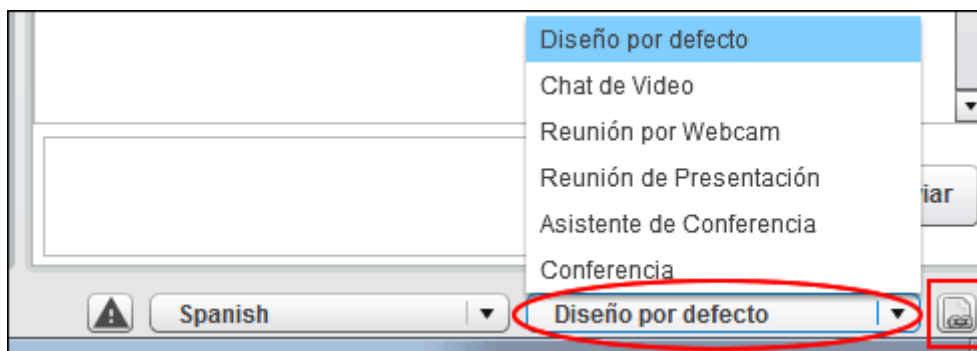 Diseño por defecto
Chat de Video
Reunión por Webcam
Reunión de Presentación
iar
Asistente de Conferencia
Conferencia
Spanish
Diseño por defecto